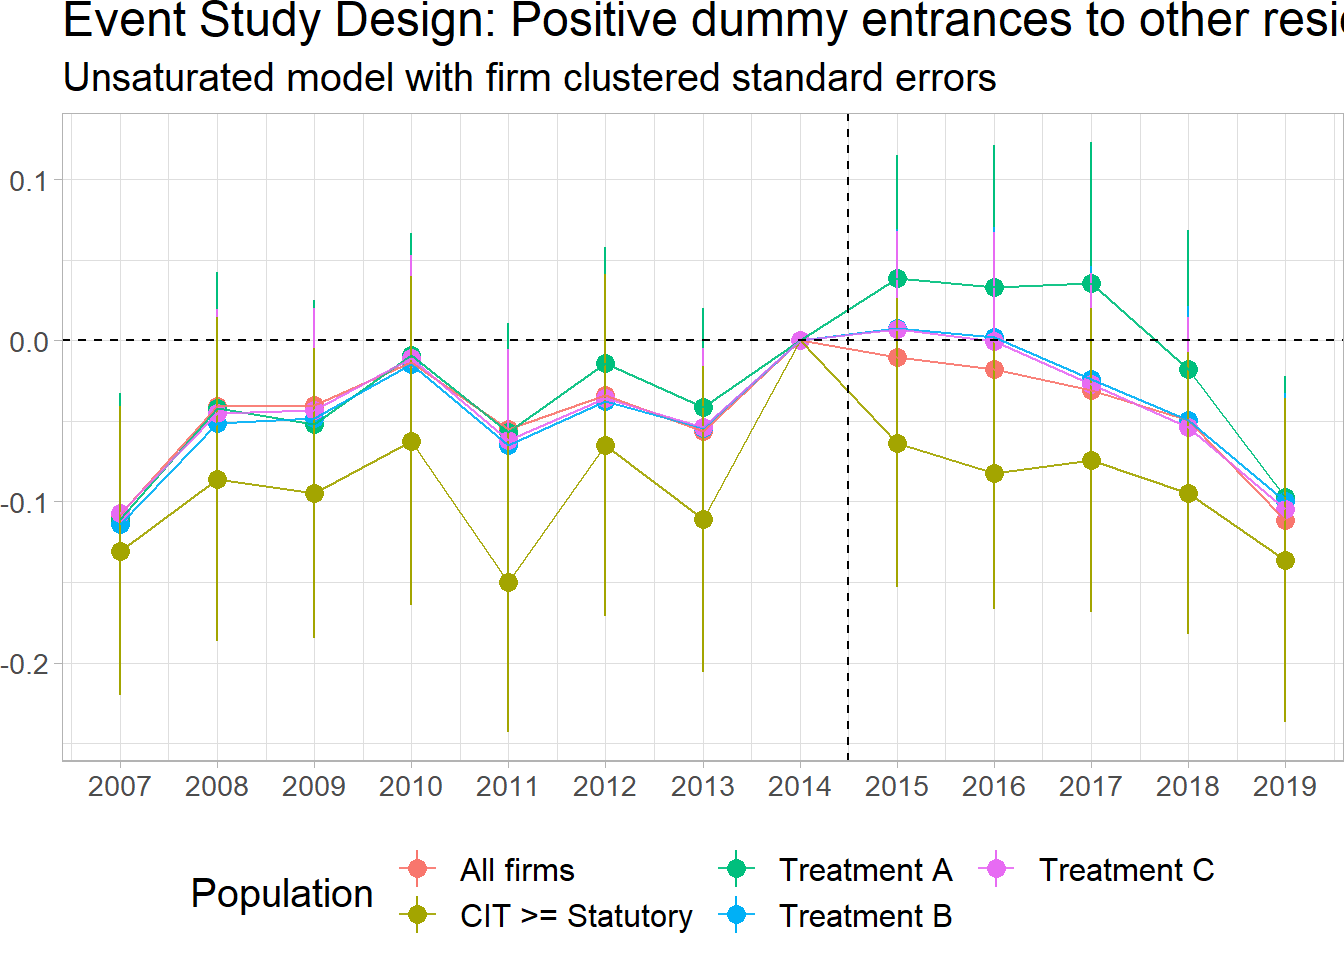 Event Study Design: Positive dummy entrances to other
Unsaturated model with firm clustered standard errors
0.1
0.0
-0.1
-0.2
2007 2008 2009 2010 2011 2012 2013 2014 2015 2016 2017 2018 2019
Population
All firms Treatment A Treatment C
CIT >= Statutory Treatment B